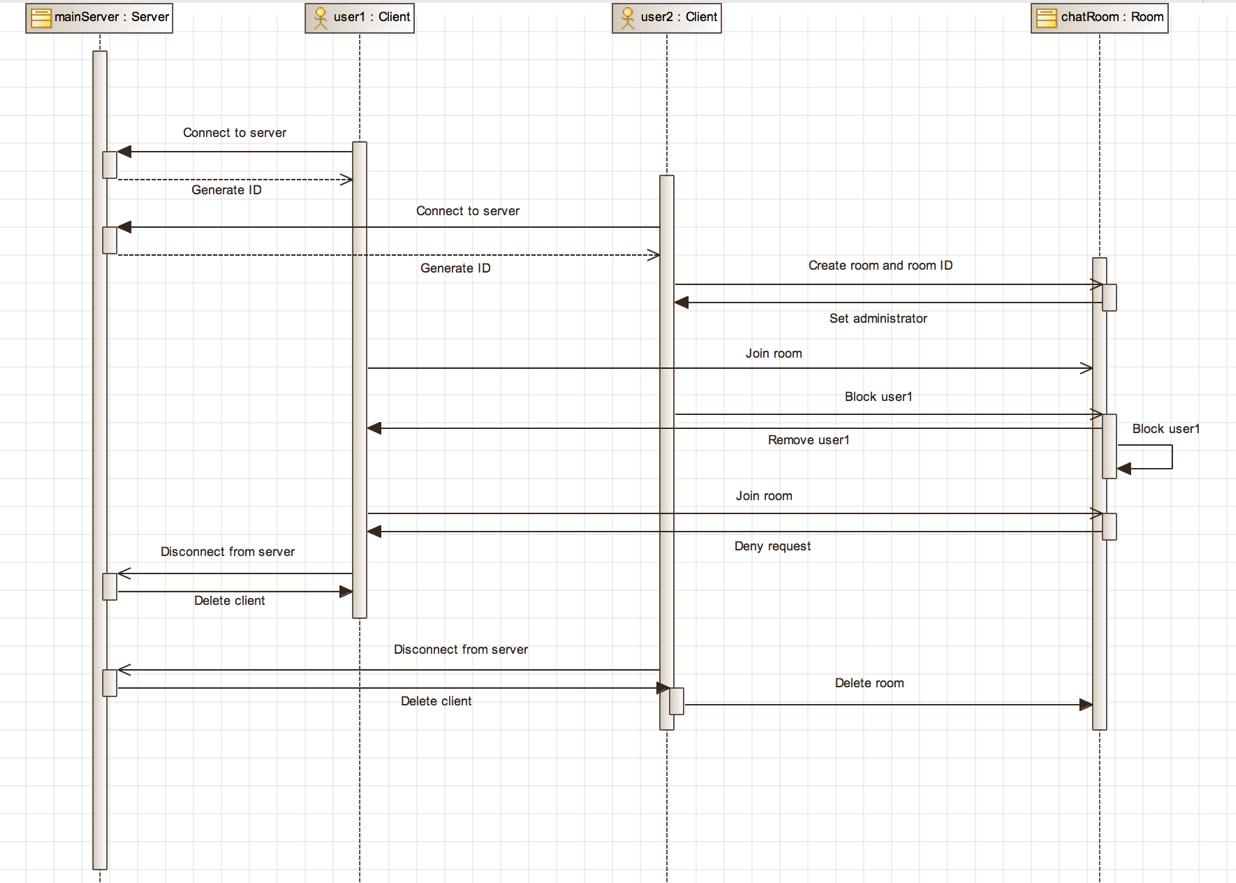 mainServer : Server
user1 : Client
user2 : Client
chatRoom : Room
Connect to server
Generate ID
Connect to server
Generate ID
Create room and room ID
Set administrator
Join room
Block user1
Block user1
Remove user1
Join room
Deny request
Disconnect from server
Delete client
Disconnect from server
Delete room
Delete client